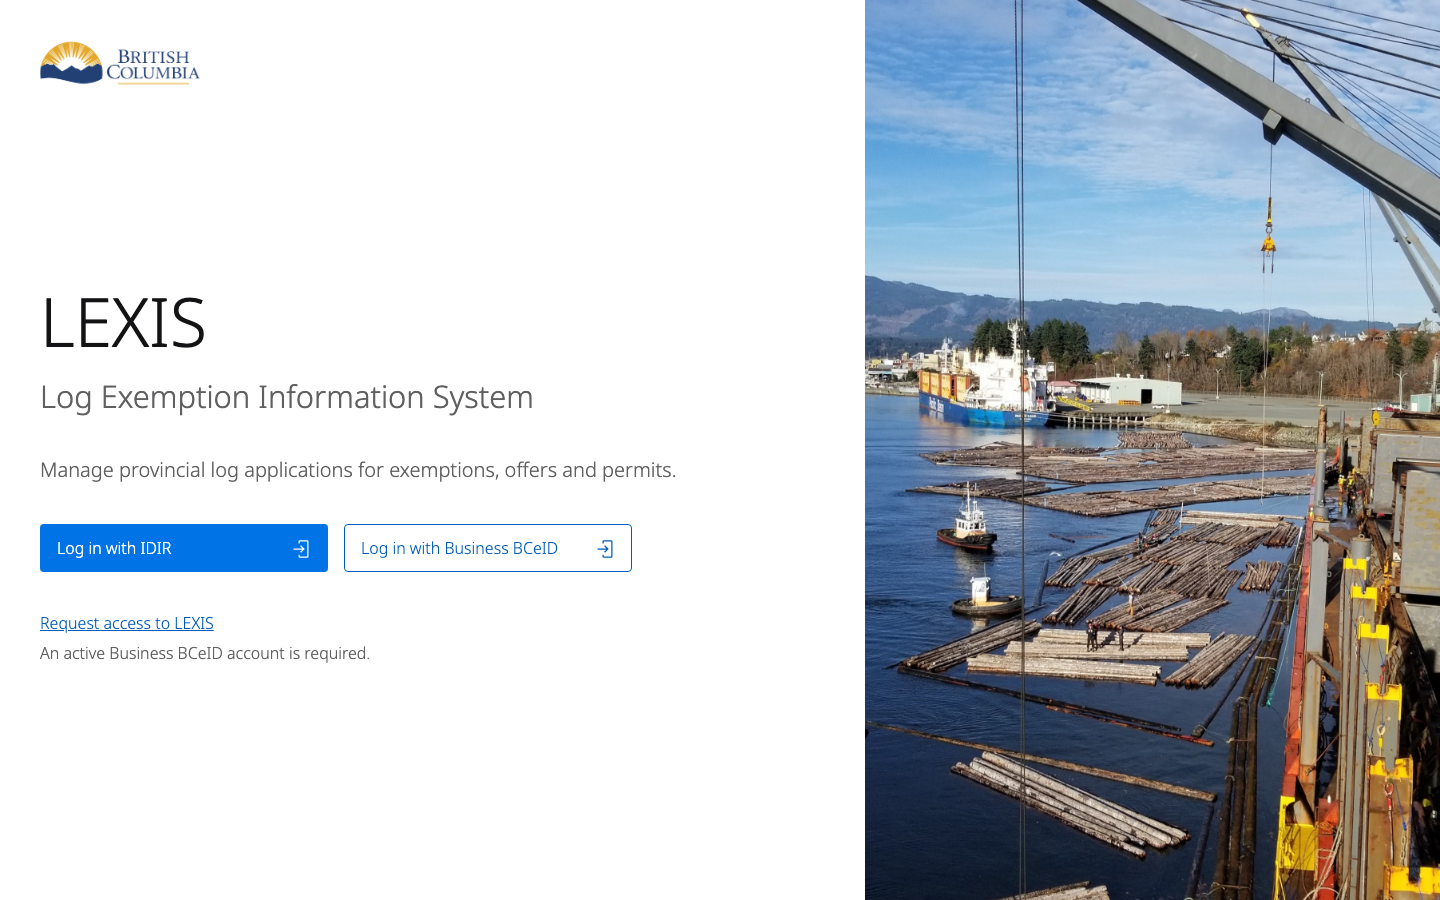 BRITISH
COLUMBIA
LEXIS
Log Exemption Information System
Manage provincial log applications for exemptions, offers and permits.
Log in with IDIR
Log in with Business BCeID
Request access to LEXIS
An active Business BCeID account is required.